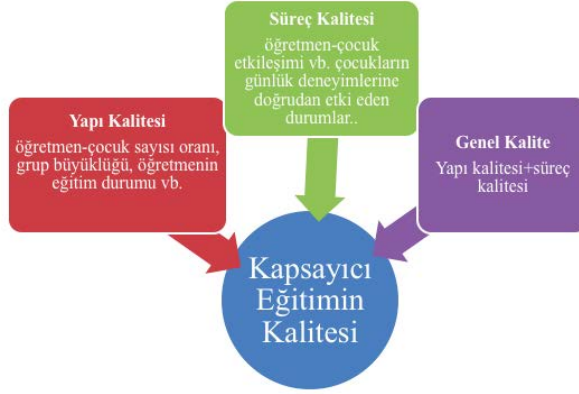 Süreç Kalitesi
öğretmen-çocuk
etkileşimi vb. çocukların
günlük deneyimlerine
doğrudan etki eden
durumlar..
Yapı Kalitesi
öğretmen-çocuk sayısı oranı,
grup büyüklüğü, öğretmenin
eğitim durumu vb.
Genel Kalite
Yapı kalitesi+süreç
kalitesi
Kapsayıcı
Eğitimin
Kalitesi